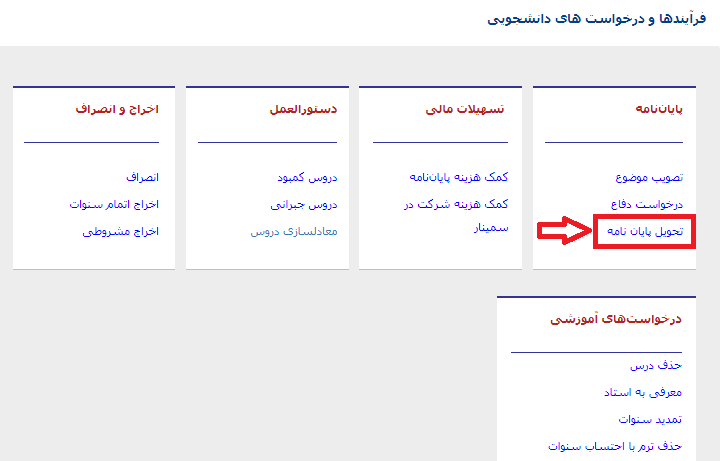 فرآیندها و درخواست های دانشجویی
پایان‌نامه
تصویب موضوع
درخواست دفاع
تحویل پایان نامه
تسهیلات مالی
کمک هزینه پایان‌نامه
کمک هزینه شرکت در
سمینار
دستورالعمل
دروس کمبود
دروس جبرانی
معادلسازی دروس
اخراج و انصراف
انصراف
اخراج اتمام سنوات
اخراج مشروطی
درخواست‌های آموزشی
حذف درس
معرفی به استاد
تمدید سنوات
حذف ترم با احتساب سنوات